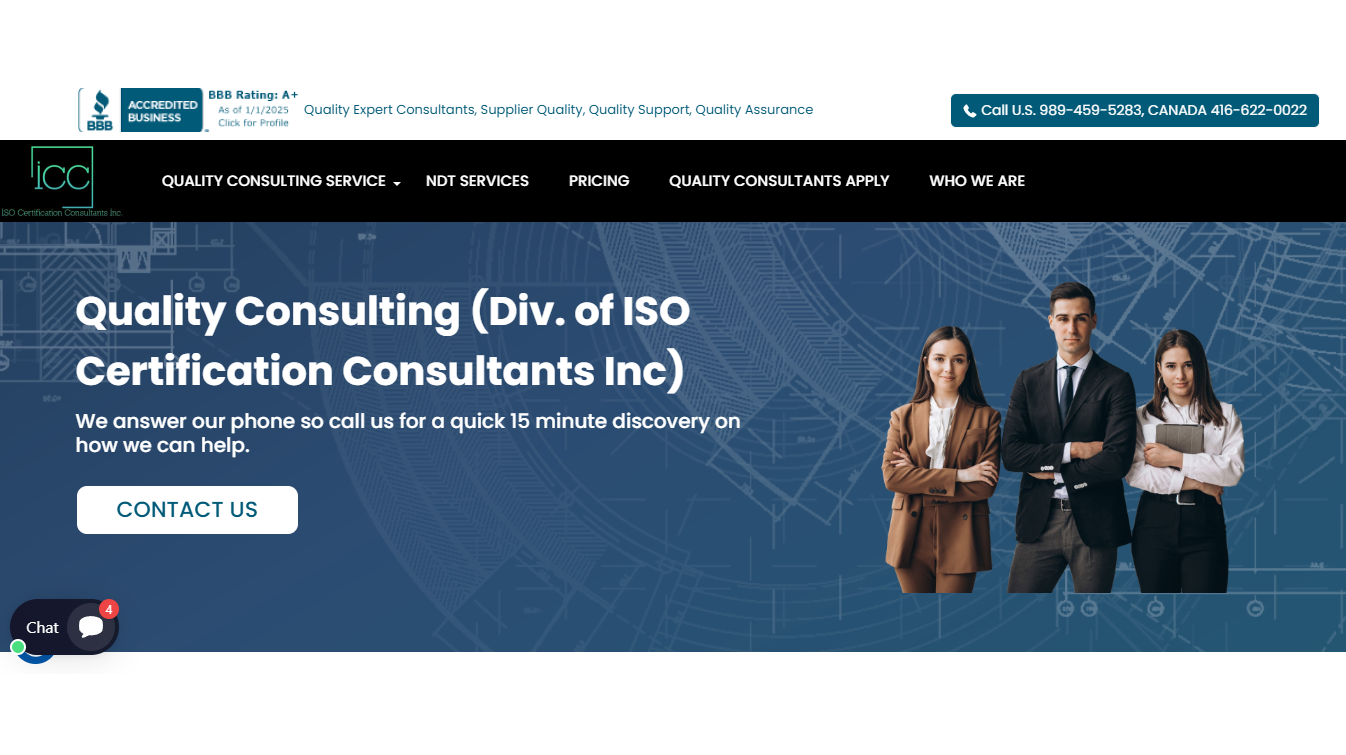 BBB
ACCREDITED
BUSINESS
BBB Rating: A+
As of 1/1/2025
Click for Profile
Quality Expert Consultants, Supplier Quality, Quality Support, Quality Assurance
Call U.S. 989-459-5283, CANADA 416-622-0022
icc
ISO Certification Consultants Inc.
QUALITY CONSULTING SERVICE
NDT SERVICES
PRICING
QUALITY CONSULTANTS APPLY
WHO WE ARE
Quality Consulting (Div. of ISO
Certification Consultants Inc)
We answer our phone so call us for a quick 15 minute discovery on
how we can help.
CONTACT US
Chat
4